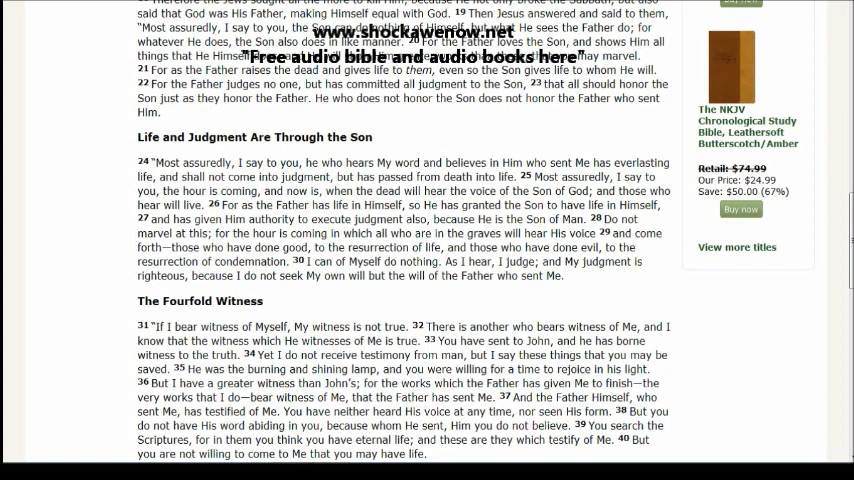 said that God was His Father, making Himself equal with God. 19 Then Jesus answered and said to them,
www.shockawenow.net
"Most assuredly, I say to you, the Son can do nothing of Himself, but what He sees the Father do; for
whatever He does, the Son also does in like manner. 20 For the Father loves the Son, and shows Him all
"Free audio bible and audio books here"
things that He Himself may marvel.
21 For as the Father raises the dead and gives life to them, even so the Son gives life to whom He will.
22 For the Father judges no one, but has committed all judgment to the Son, 23 that all should honor the
Son just as they honor the Father. He who does not honor the Son does not honor the Father who sent
Him.
Life and Judgment Are Through the Son
24 "Most assuredly, I say to you, he who hears My word and believes in Him who sent Me has everlasting
life, and shall not come into judgment, but has passed from death into life. 25 Most assuredly, I say to
you, the hour is coming, and now is, when the dead will hear the voice of the Son of God; and those who
hear will live. 26 For as the Father has life in Himself, so He has granted the Son to have life in Himself,
27 and has given Him authority to execute judgment also, because He is the Son of Man. 28 Do not
marvel at this; for the hour is coming in which all who are in the graves will hear His voice 29 and come
forth—those who have done good, to the resurrection of life, and those who have done evil, to the
resurrection of condemnation. 30 I can of Myself do nothing. As I hear, I judge; and My judgment is
righteous, because I do not seek My own will but the will of the Father who sent Me.
The Fourfold Witness
31 "If I bear witness of Myself, My witness is not true. 32 There is another who bears witness of Me, and I
know that the witness which He witnesses of Me is true. 33 You have sent to John, and he has borne
witness to the truth. 34 Yet I do not receive testimony from man, but I say these things that you may be
saved. 35 He was the burning and shining lamp, and you were willing for a time to rejoice in his light.
36 But I have a greater witness than John's; for the works which the Father has given Me to finish—the
very works that I do—bear witness of Me, that the Father has sent Me. 37 And the Father Himself, who
sent Me, has testified of Me. You have neither heard His voice at any time, nor seen His form. 38 But you
do not have His word abiding in you, because whom He sent, Him you do not believe. 39 You search the
Scriptures, for in them you think you have eternal life; and these are they which testify of Me. 40 But
you are not willing to come to Me that you may have life.
The NKJV
Chronological Study
Bible, Leathersoft
Butterscotch/Amber
Retail: $74.99
Our Price: $24.99
Save: $50.00 (67%)
Buy now
View more titles